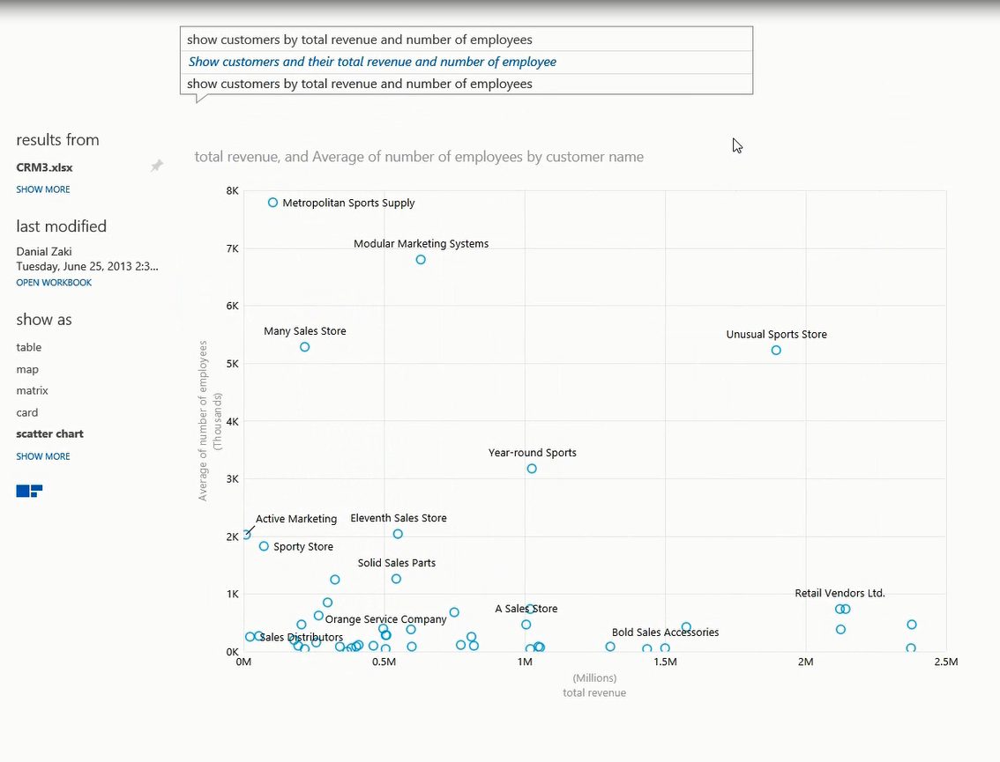 show customers by total revenue and number of employees
Show customers and their total revenue and number of employee
show customers by total revenue and number of employees
results from
CRM3.xlsx
SHOW MORE
last modified
Danial Zaki
Tuesday, June 25, 2013 2:3...
OPEN WORKBOOK
show as
table
map
matrix
card
scatter chart
SHOW MORE
total revenue, and Average of number of employees by customer name
Average of number of employees
(Thousands)
8K
7K
6K
5K
4K
3K
2K
1K
0K
Metropolitan Sports Supply
Modular Marketing Systems
Many Sales Store
Unusual Sports Store
Year-round Sports
Active Marketing
Eleventh Sales Store
Sporty Store
Solid Sales Parts
Retail Vendors Ltd.
A Sales Store
Orange Service Company
Bold Sales Accessories
Sales Distributors
0M
0.5M
1M
1.5M
2M
2.5M
(Millions)
total revenue